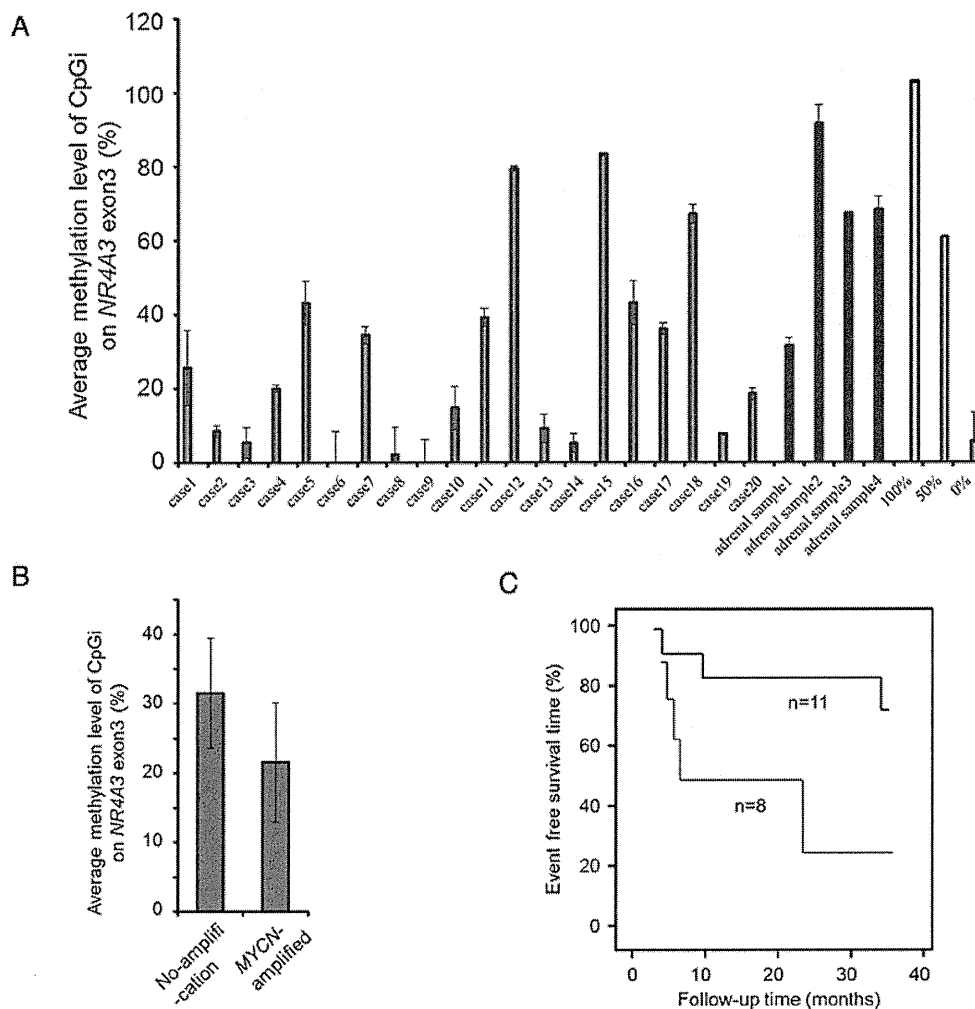 A
Average methylation level of CpGi
on NR4A3 exon3 (%)
120
100
80
60
40
20
0
case1
case2
case3
case4
case5
case6
case7
case8
case9
case10
case11
case12
case13
case14
case15
case16
case17
case18
case19
case20
adrenal sample1
adrenal sample2
adrenal sample3
adrenal sample4
100%
50%
0%
B
Average methylation level of CpGi
on NR4A3 exon3 (%)
40
30
20
10
0
No-amplifi
-cation
MYCN-
amplified
C
Event free survival time (%)
100
80
60
40
20
0
n=11
n=8
0
10
20
30
40
Follow-up time (months)